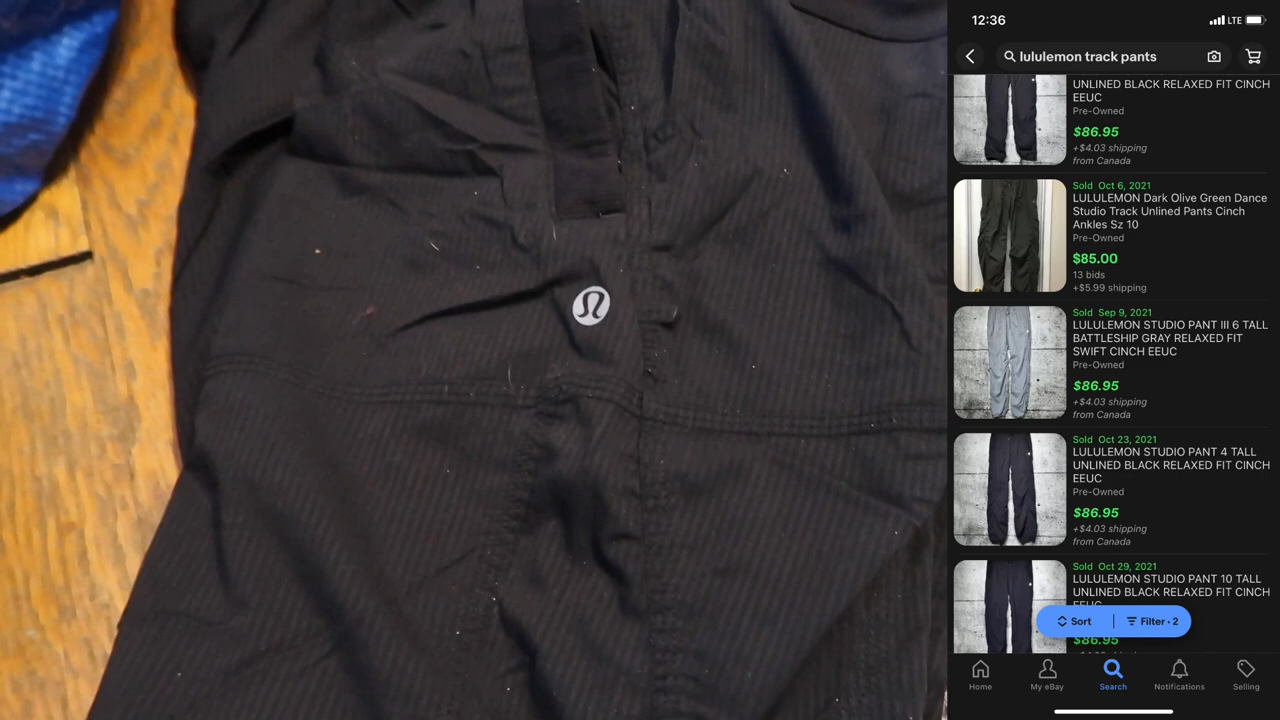 12:36
LTE
lululemon track pants
UNLINED BLACK RELAXED FIT CINCH
EEUC
Pre-Owned
$86.95
+$4.03 shipping
from Canada
Sold Oct 6, 2021
LULULEMON Dark Olive Green Dance
Studio Track Unlined Pants Cinch
Ankles Sz 10
Pre-Owned
$85.00
13 bids
+$5.99 shipping
Sold Sep 9, 2021
LULULEMON STUDIO PANT III 6 TALL
BATTLESHIP GRAY RELAXED FIT
SWIFT CINCH EEUC
Pre-Owned
$86.95
+$4.03 shipping
from Canada
Sold Oct 23, 2021
LULULEMON STUDIO PANT 4 TALL
UNLINED BLACK RELAXED FIT CINCH
EEUC
Pre-Owned
$86.95
+$4.03 shipping
from Canada
Sold Oct 29, 2021
LULULEMON STUDIO PANT 10 TALL
UNLINED BLACK RELAXED FIT CINCH
EEUC
Sort
Filter · 2
$86.95
Home
My eBay
Search
Notifications
Selling